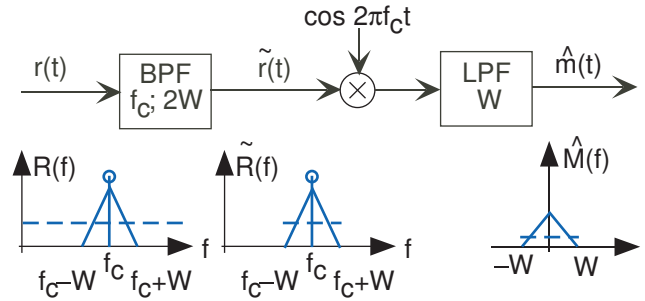 cos 2πf_ct
r(t)
BPF
f_c; 2W
r̃(t)
×
LPF
W
m̂(t)
R(f)
f
f_c−W
f_c
f_c+W
R̃(f)
f
f_c−W
f_c
f_c+W
M̂(f)
−W
W
f